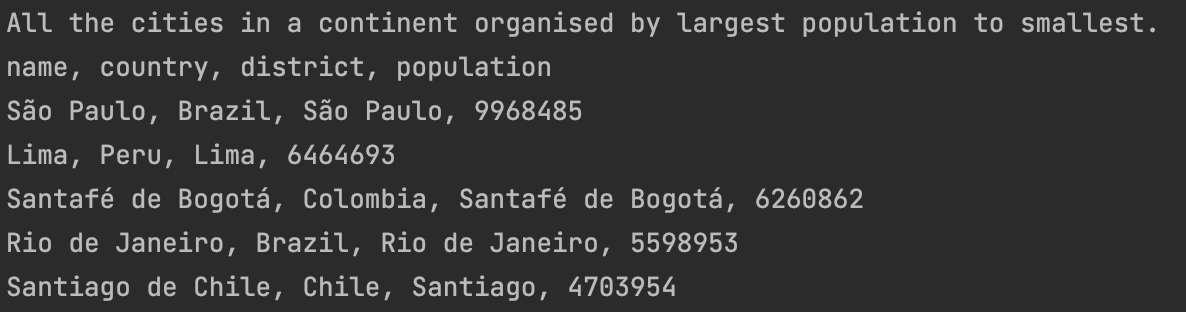 All the cities in a continent organised by largest population to smallest.
name, country, district, population
São Paulo, Brazil, São Paulo, 9968485
Lima, Peru, Lima, 6464693
Santafé de Bogotá, Colombia, Santafé de Bogotá, 6260862
Rio de Janeiro, Brazil, Rio de Janeiro, 5598953
Santiago de Chile, Chile, Santiago, 4703954